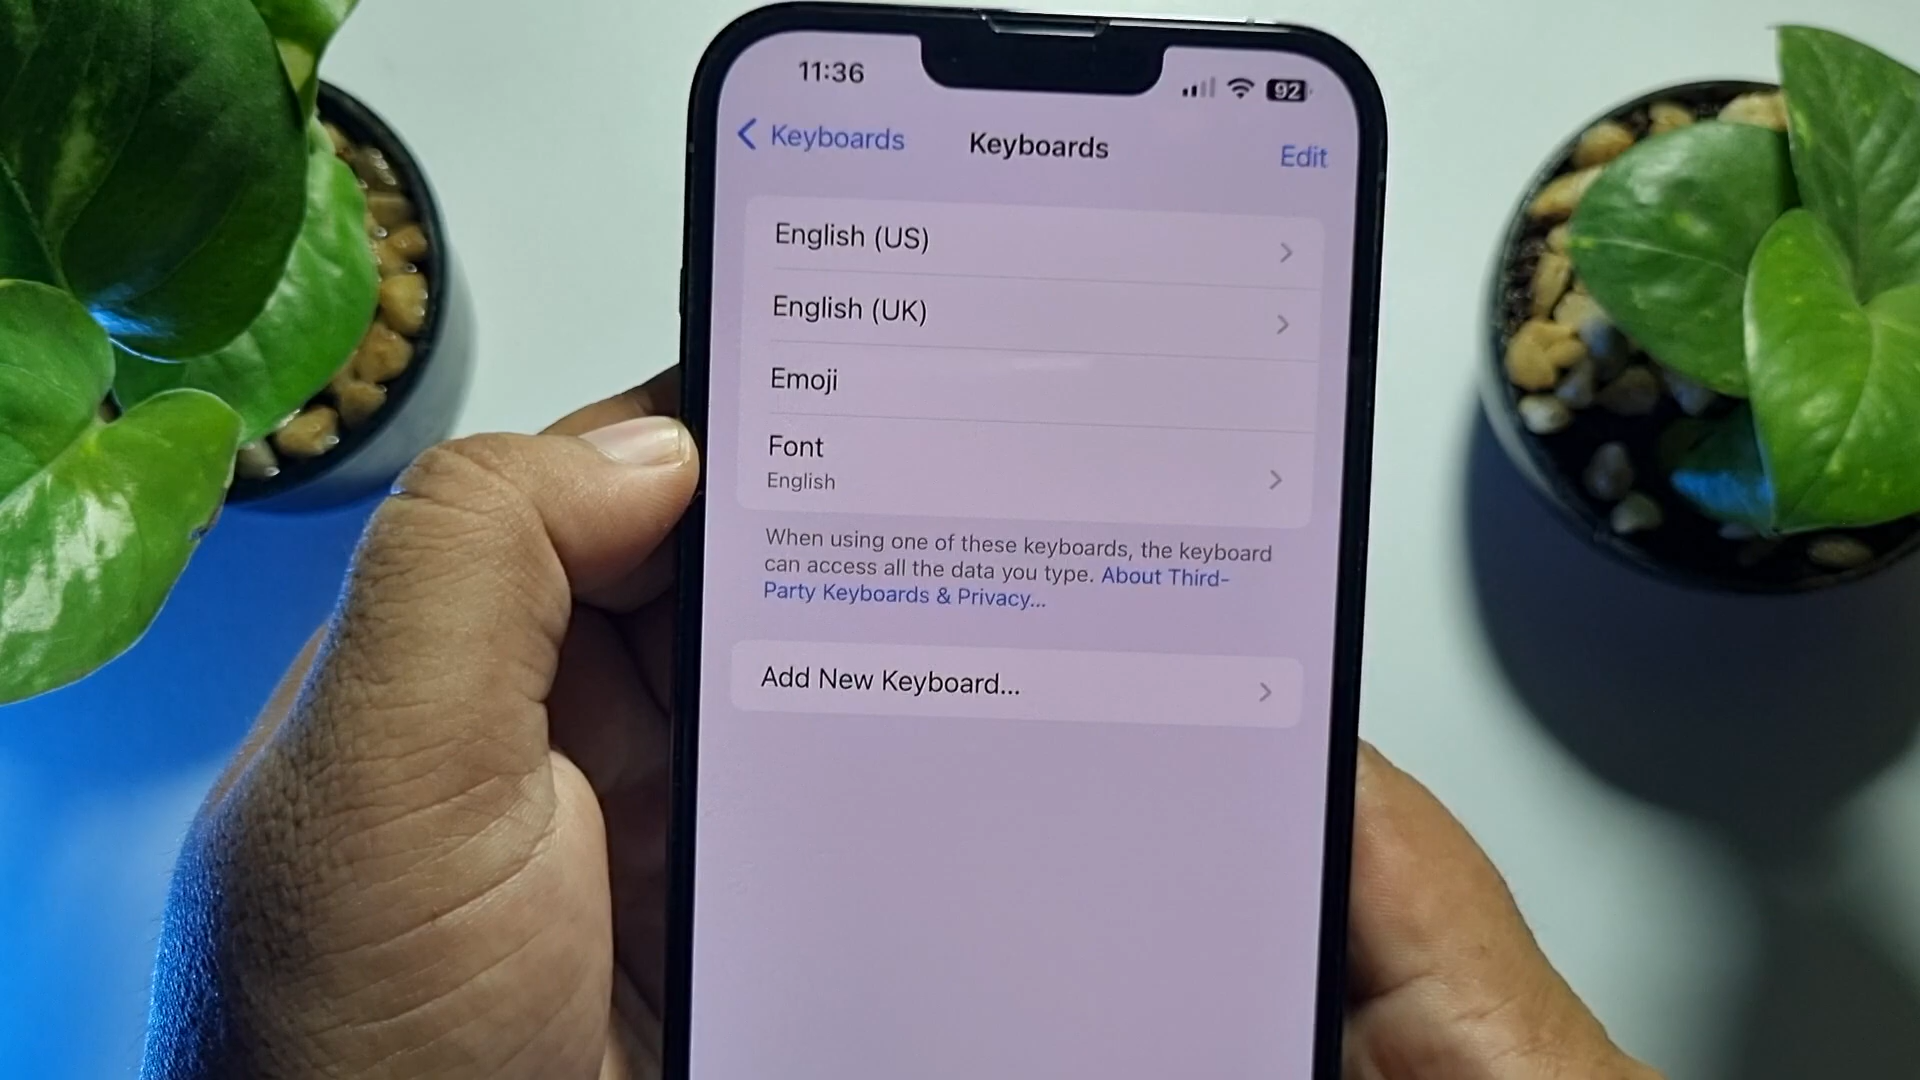 11:36
92
Keyboards
Keyboards
Edit
English (US)
English (UK)
Emoji
Font
English
When using one of these keyboards, the keyboard
can access all the data you type. About Third-
Party Keyboards & Privacy...
Add New Keyboard...